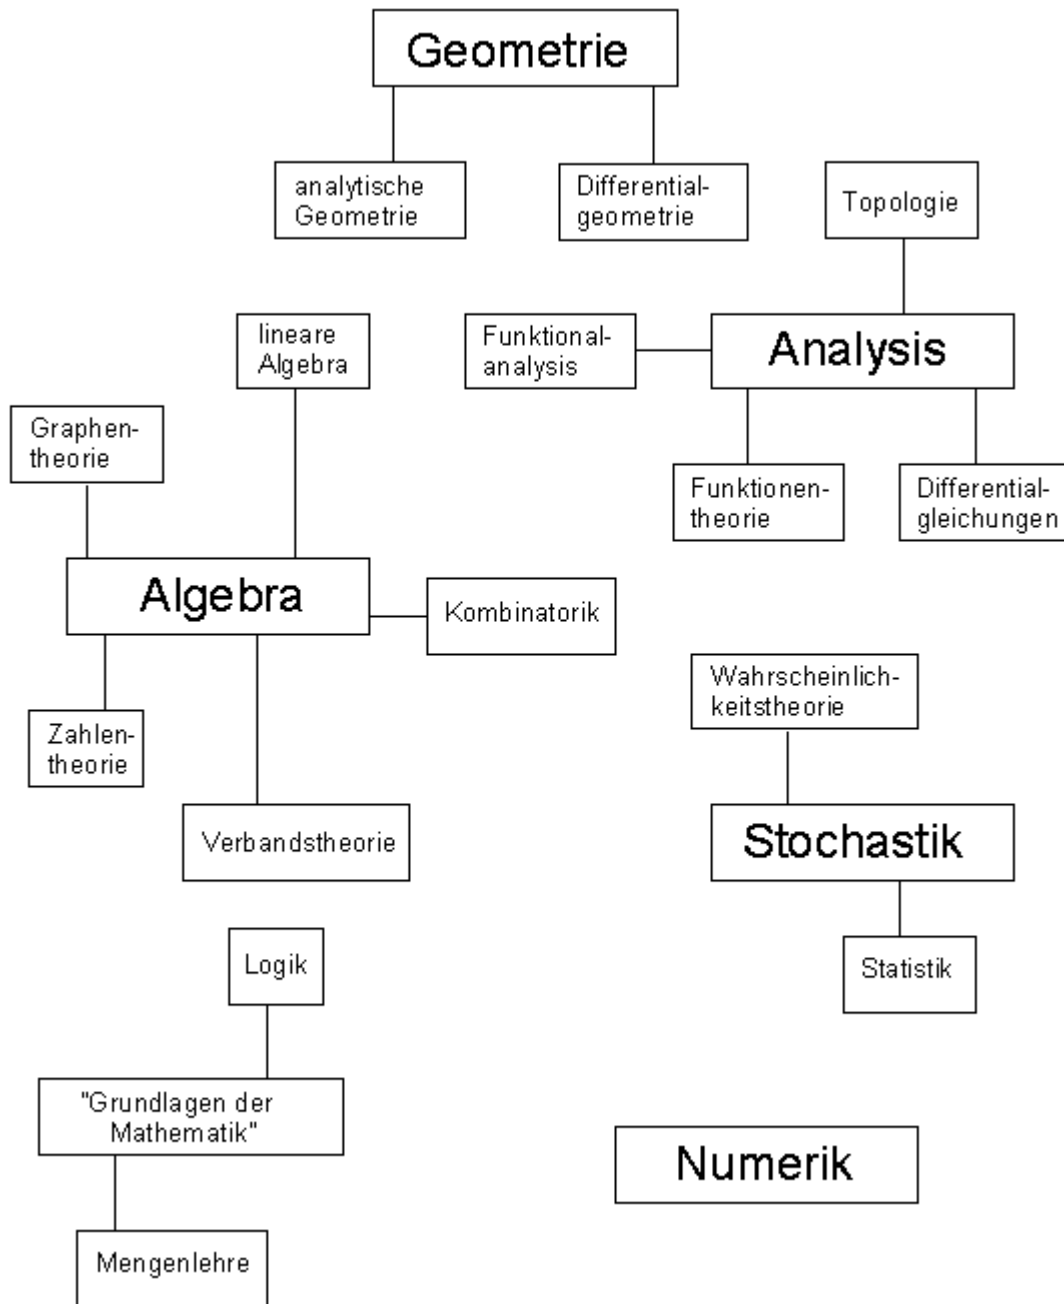 Geometrie
analytische
Geometrie
Differential-
geometrie
Topologie
lineare
Algebra
Funktional-
analysis
Analysis
Graphen-
theorie
Funktionen-
theorie
Differential-
gleichungen
Algebra
Kombinatorik
Wahrscheinlich-
keitstheorie
Zahlen-
theorie
Verbandstheorie
Stochastik
Logik
Statistik
"Grundlagen der
Mathematik"
Numerik
Mengenlehre